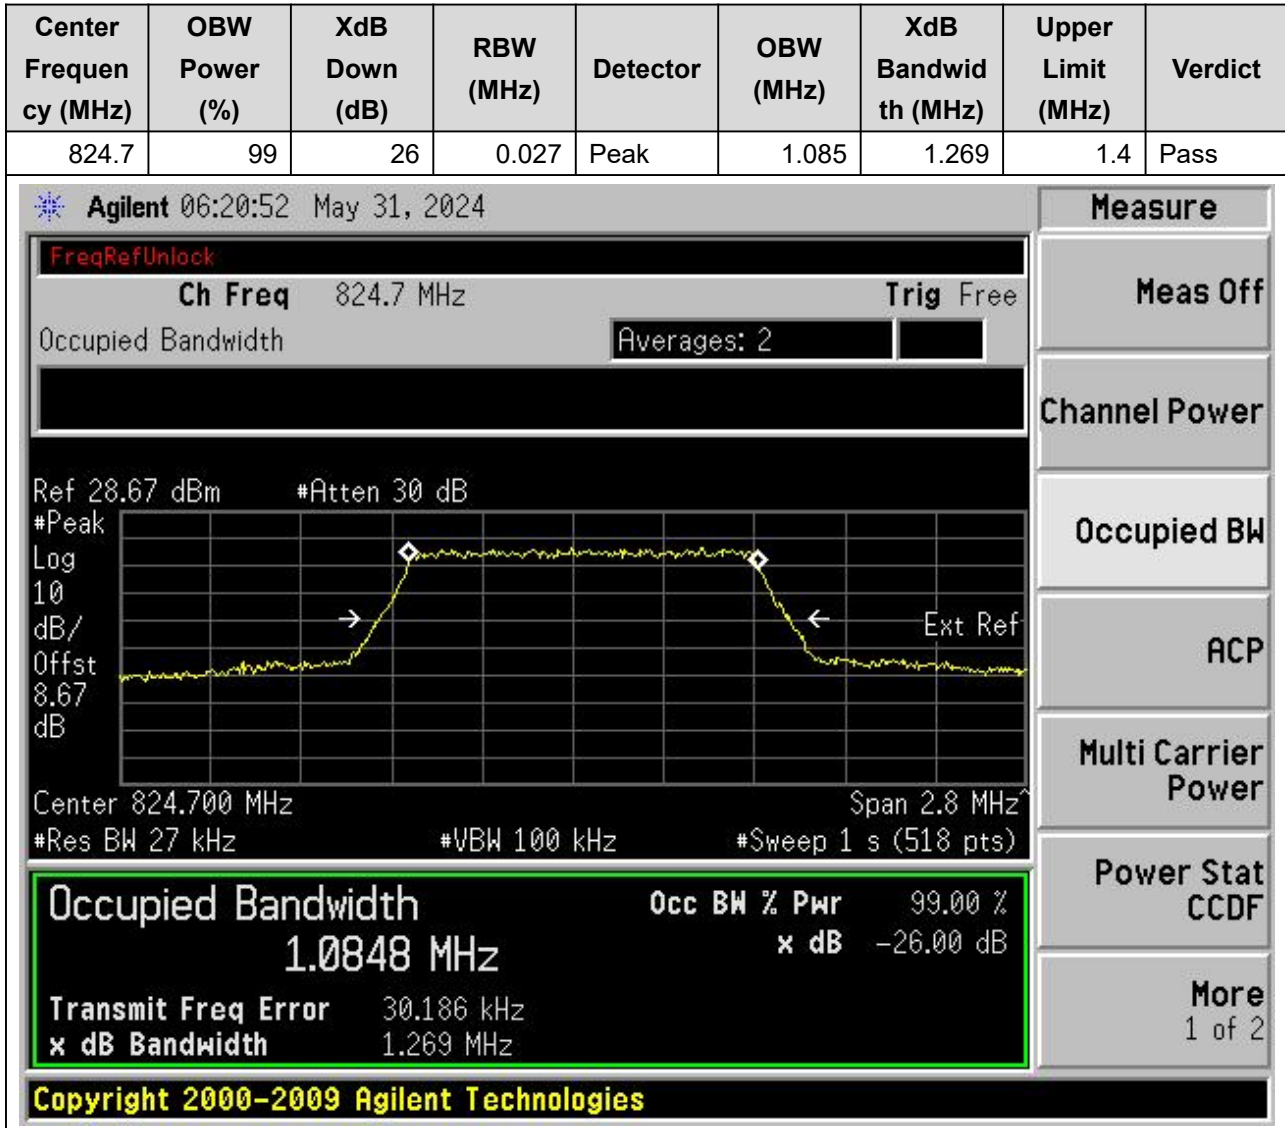 Center Frequen cy (MHz)
OBW Power (%)
XdB Down (dB)
RBW (MHz)
Detector
OBW (MHz)
XdB Bandwid th (MHz)
Upper Limit (MHz)
Verdict
824.7 99 26 0.027 Peak 1.085 1.269 1.4 Pass
Agilent 06:20:52 May 31, 2024
Measure
FreqRefUnlock
Ch Freq 824.7 MHz Trig Free
Meas Off
Occupied Bandwidth Averages: 2
Channel Power
Ref 28.67 dBm #Atten 30 dB
#Peak
Log
10
dB/
Offst
8.67
dB
Ext Ref
Occupied BW
ACP
Center 824.700 MHz Span 2.8 MHz^
#Res BW 27 kHz #VBW 100 kHz #Sweep 1 s (518 pts)
Multi Carrier
Power
Occupied Bandwidth Occ BW % Pwr 99.00 %
1.0848 MHz x dB -26.00 dB
Power Stat
CCDF
Transmit Freq Error 30.186 kHz
x dB Bandwidth 1.269 MHz
More
1 of 2
Copyright 2000-2009 Agilent Technologies